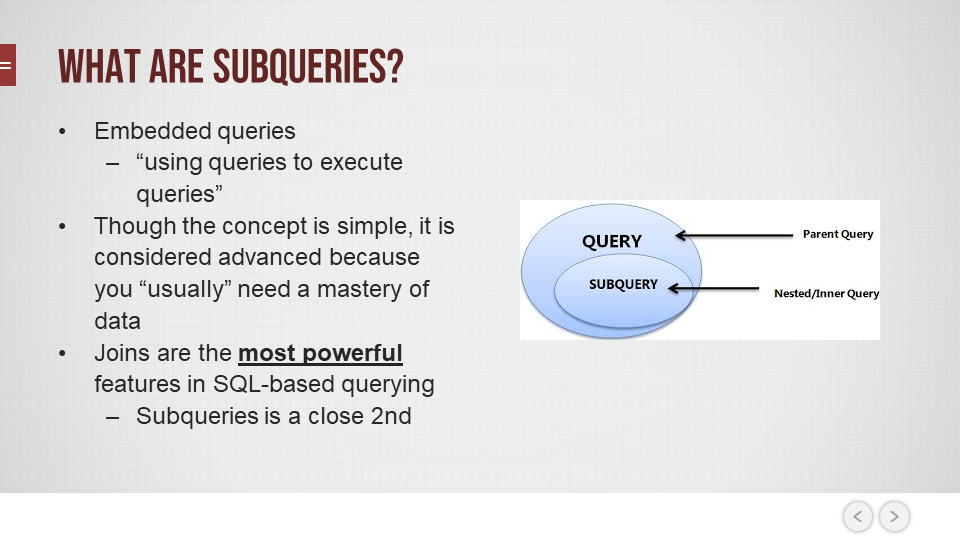 WHAT ARE SUBQUERIES?
• Embedded queries
– “using queries to execute
queries”
• Though the concept is simple, it is
considered advanced because
you “usually” need a mastery of
data
• Joins are the most powerful
features in SQL-based querying
– Subqueries is a close 2nd
QUERY
Parent Query
SUBQUERY
Nested/Inner Query